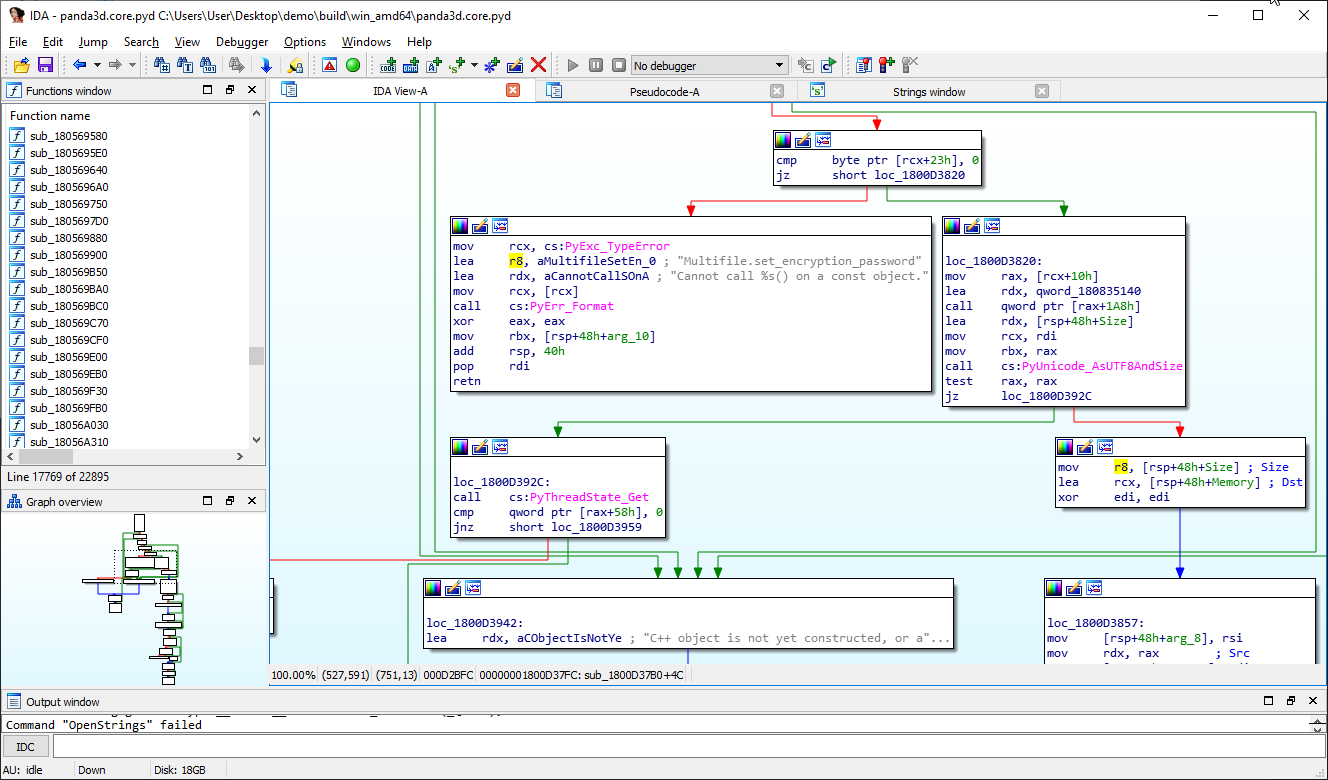 IDA - panda3d.core.pyd C:\Users\User\Desktop\demo\build\win_amd64\panda3d.core.pyd
File Edit Jump Search View Debugger Options Windows Help
No debugger
Functions window
IDA View-A
Pseudocode-A
Strings window
Function name
sub_180569580
sub_1805695E0
sub_180569640
sub_1805696A0
sub_180569750
sub_1805697D0
sub_180569880
sub_180569900
sub_180569B50
sub_180569BA0
sub_180569BC0
sub_180569C70
sub_180569CF0
sub_180569E00
sub_180569EB0
sub_180569F30
sub_180569FB0
sub_18056A030
sub_18056A310
Line 17769 of 22895
Graph overview
cmp byte ptr [rcx+23h], 0
jz short loc_1800D3820
mov rcx, cs:PyExc_TypeError
lea r8, aMultifileSetEn_0 ; "Multifile.set_encryption_password"
lea rdx, aCannotCallSOnA ; "Cannot call %s() on a const object."
mov rcx, [rcx]
call cs:PyErr_Format
xor eax, eax
mov rbx, [rsp+48h+arg_10]
add rsp, 40h
pop rdi
retn
loc_1800D3820:
mov rax, [rcx+10h]
lea rdx, qword_180835140
call qword ptr [rax+1A8h]
lea rdx, [rsp+48h+Size]
mov rcx, rdi
mov rbx, rax
call cs:PyUnicode_AsUTF8AndSize
test rax, rax
jz loc_1800D392C
loc_1800D392C:
call cs:PyThreadState_Get
cmp qword ptr [rax+58h], 0
jnz short loc_1800D3959
mov r8, [rsp+48h+Size] ; Size
lea rcx, [rsp+48h+Memory] ; Dst
xor edi, edi
loc_1800D3942:
lea rdx, aCObjectIsNotYe ; "C++ object is not yet constructed, or a"...
loc_1800D3857:
mov [rsp+48h+arg_8], rsi
mov rdx, rax ; Src
100.00% (527,591) (751,13) 000D2BFC 00000001800D37FC: sub_1800D37B0+4C
Output window
Command "OpenStrings" failed
IDC
AU: idle Down Disk: 18GB